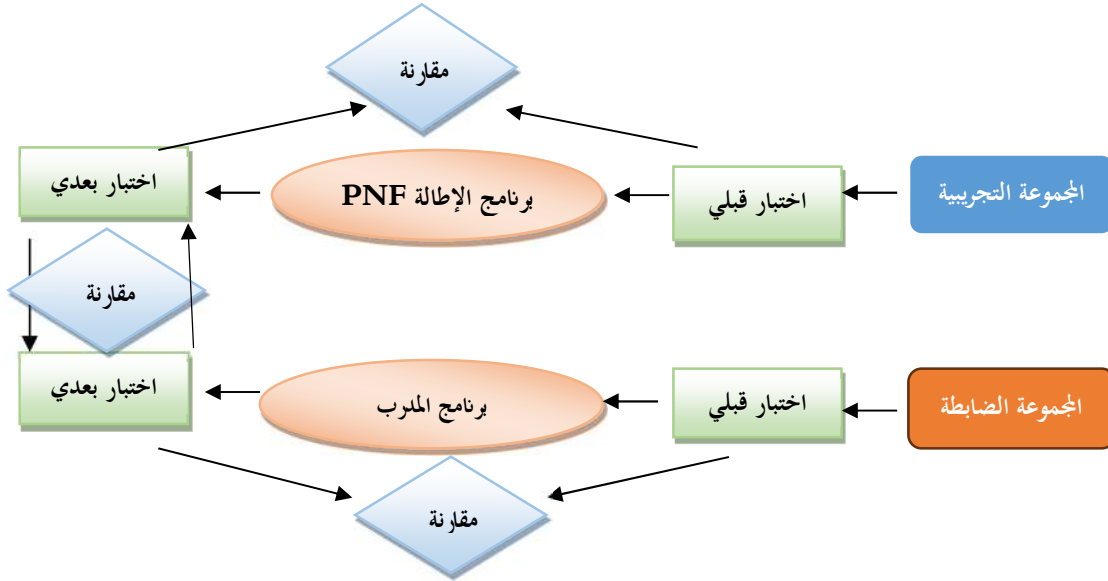 مقارنة
المجموعة التجريبية
اختبار قبلي
برنامج الإطالة PNF
اختبار بعدي
مقارنة
المجموعة الضابطة
اختبار قبلي
برنامج المدرب
اختبار بعدي
مقارنة